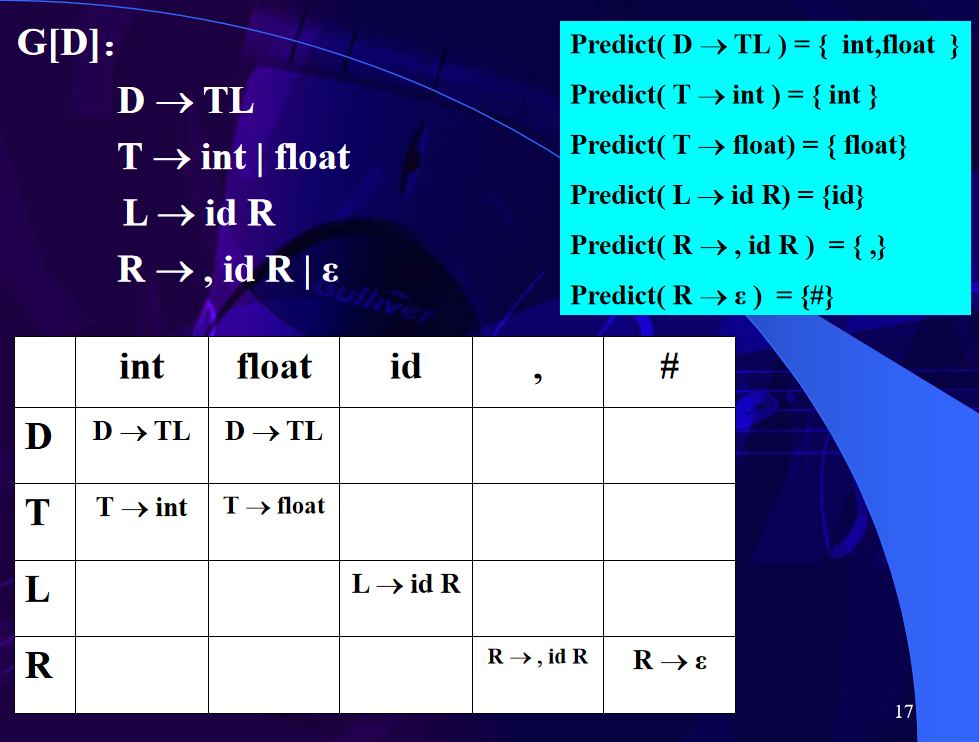 G[D]：
D → TL
T → int | float
L → id R
R → , id R | ε
Predict( D → TL ) = { int,float }
Predict( T → int ) = { int }
Predict( T → float) = { float}
Predict( L → id R) = {id}
Predict( R → , id R ) = { ,}
Predict( R → ε ) = {#}
Gulliver
int float id , #
D D → TL D → TL
T T → int T → float
L L → id R
R R → , id R R → ε
17